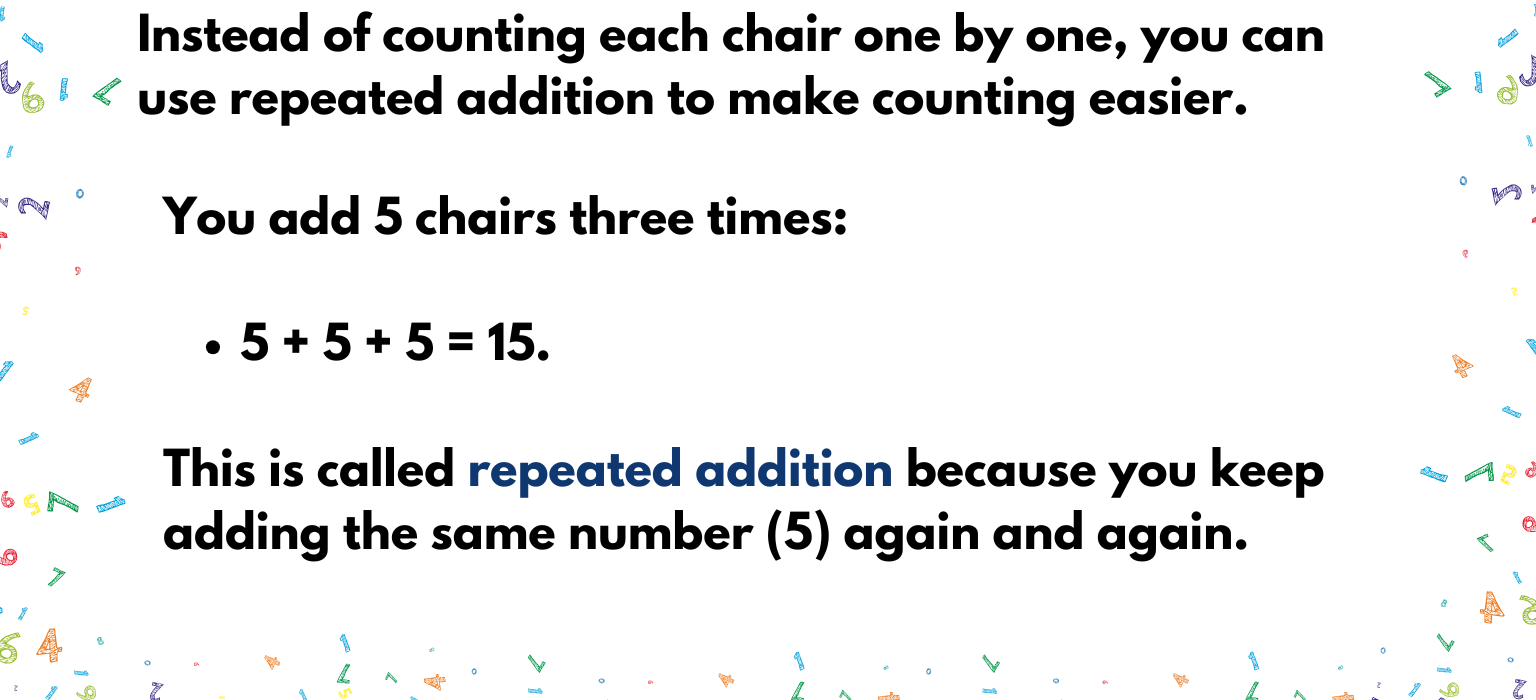 Instead of counting each chair one by one, you can
use repeated addition to make counting easier.
You add 5 chairs three times:
• 5 + 5 + 5 = 15.
This is called repeated addition because you keep
adding the same number (5) again and again.